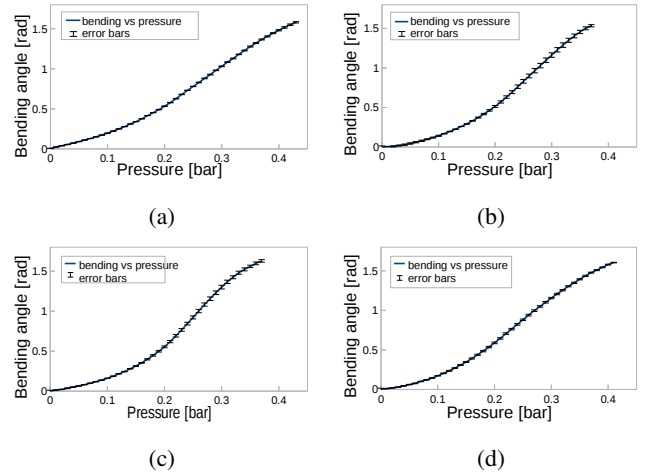 Bending angle [rad]
1.5
1
0.5
0
bending vs pressure
error bars
0 0.1 0.2 0.3 0.4
Pressure [bar]
(a)
Bending angle [rad]
1.5
1
0.5
0
bending vs pressure
error bars
0 0.1 0.2 0.3 0.4
Pressure [bar]
(b)
Bending angle [rad]
1.5
1
0.5
0
bending vs pressure
error bars
0 0.1 0.2 0.3 0.4
Pressure [bar]
(c)
Bending angle [rad]
1.5
1
0.5
0
bending vs pressure
error bars
0 0.1 0.2 0.3 0.4
Pressure [bar]
(d)